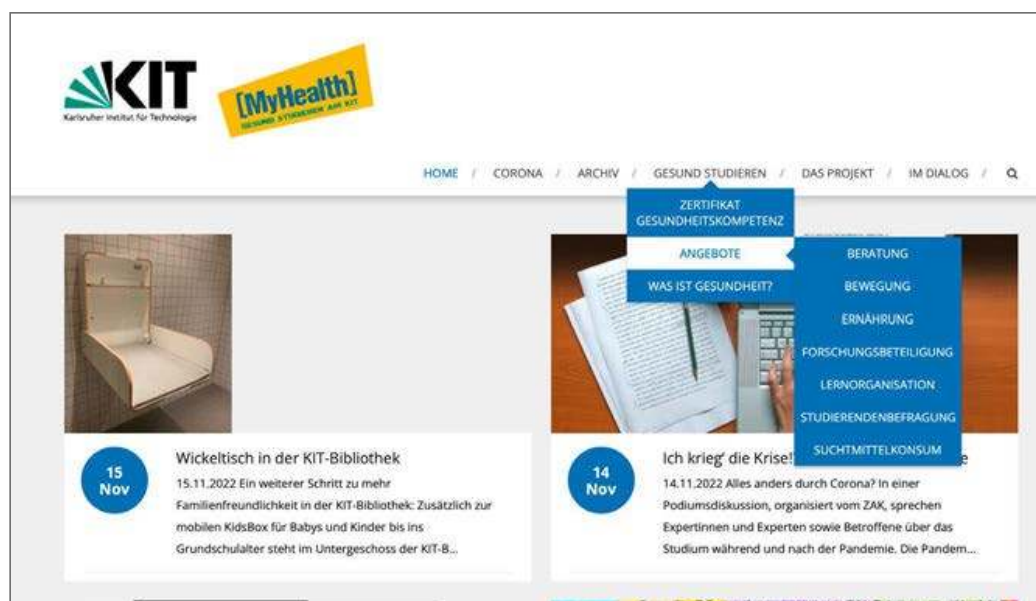 KIT
Karlsruher Institut für Technologie
[MyHealth]
GESUND STUDIEREN AM KIT
HOME / CORONA / ARCHIV / GESUND STUDIEREN / DAS PROJEKT / IM DIALOG /
ZERTIFIKAT
GESUNDHEITSKOMPETENZ
ANGEBOTE
WAS IST GESUNDHEIT?
BERATUNG
BEWEGUNG
ERNÄHRUNG
FORSCHUNGSBETEILIGUNG
LERNORGANISATION
STUDIERENDENBEFRAGUNG
SUCHTMITTELKONSUM
15
Nov
Wickeltisch in der KIT-Bibliothek
15.11.2022 Ein weiterer Schritt zu mehr
Familienfreundlichkeit in der KIT-Bibliothek: Zusätzlich zur
mobilen KidsBox für Babys und Kinder bis ins
Grundschulalter steht im Untergeschoss der KIT-B...
14
Nov
Ich krieg' die Krise!
14.11.2022 Alles anders durch Corona? In einer
Podiumsdiskussion, organisiert vom ZAK, sprechen
Expertinnen und Experten sowie Betroffene über das
Studium während und nach der Pandemie. Die Pandem...